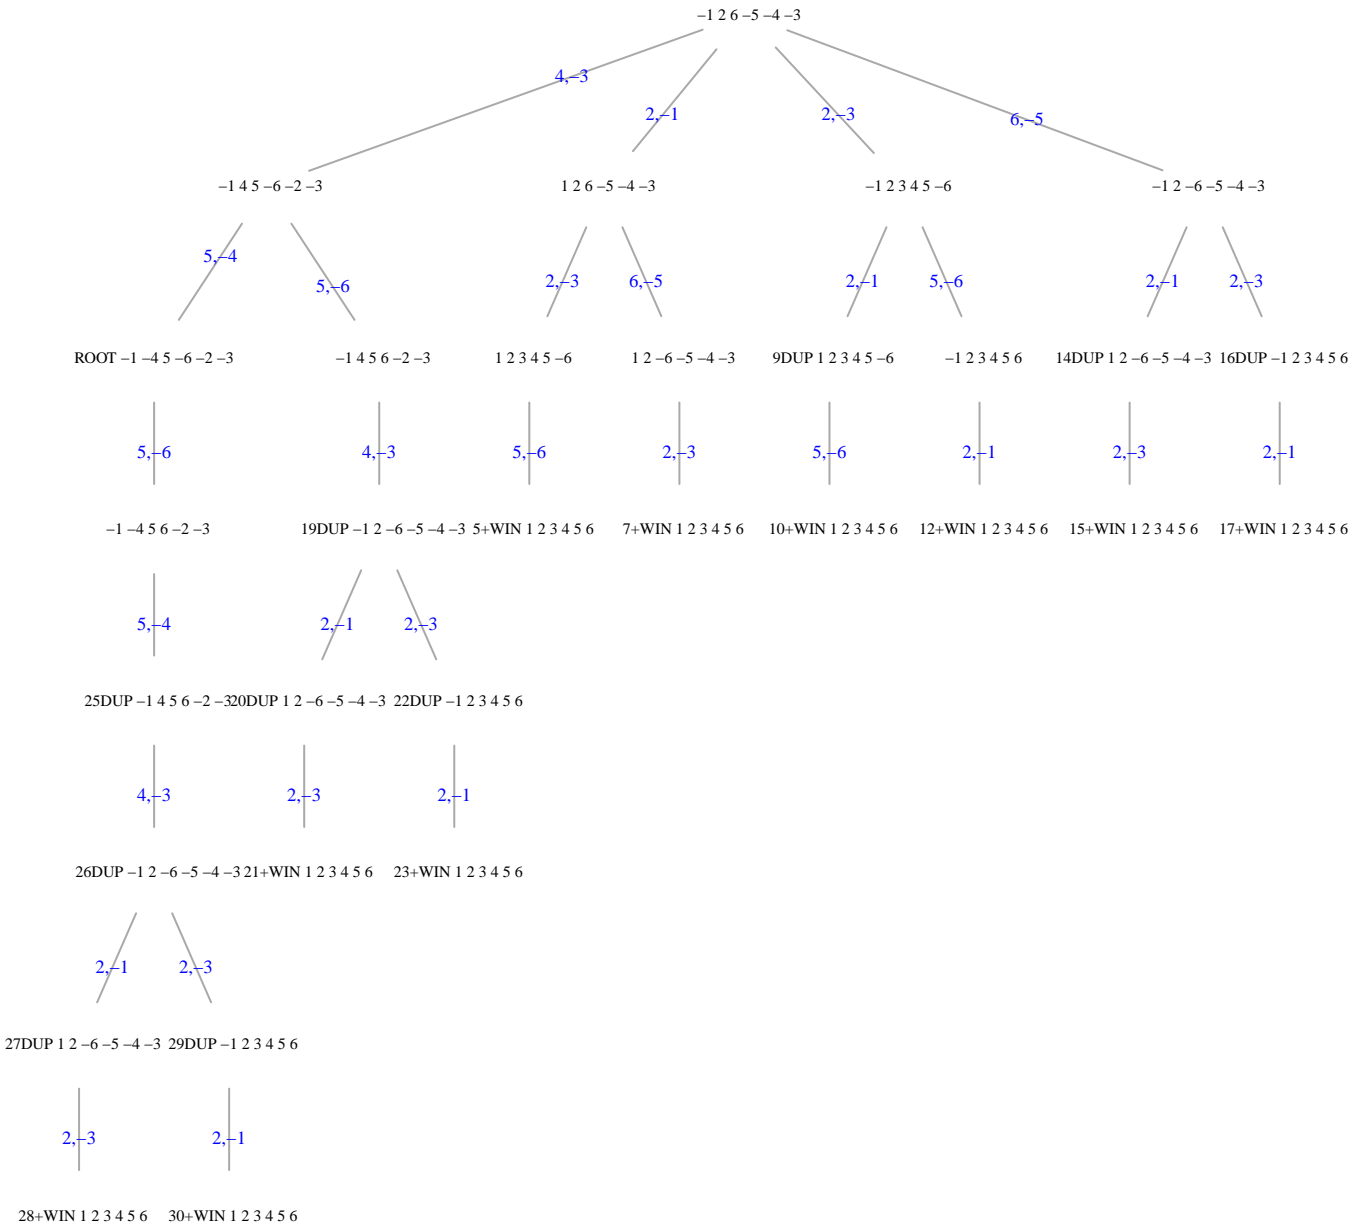 −1 2 6 −5 −4 −3
4,−3
2,−1
2,−3
6,−5
−1 4 5 −6 −2 −3
1 2 6 −5 −4 −3
−1 2 3 4 5 −6
−1 2 −6 −5 −4 −3
5,−4
5,−6
2,−3
6,−5
2,−1
5,−6
2,−1
2,−3
ROOT −1 −4 5 −6 −2 −3
−1 4 5 6 −2 −3
1 2 3 4 5 −6
1 2 −6 −5 −4 −3
9DUP 1 2 3 4 5 −6
−1 2 3 4 5 6
14DUP 1 2 −6 −5 −4 −3
16DUP −1 2 3 4 5 6
5,−6
4,−3
5,−6
2,−3
5,−6
2,−1
2,−3
2,−1
−1 −4 5 6 −2 −3
19DUP −1 2 −6 −5 −4 −3
5+WIN 1 2 3 4 5 6
7+WIN 1 2 3 4 5 6
10+WIN 1 2 3 4 5 6
12+WIN 1 2 3 4 5 6
15+WIN 1 2 3 4 5 6
17+WIN 1 2 3 4 5 6
5,−4
2,−1
2,−3
25DUP −1 4 5 6 −2 −3
20DUP 1 2 −6 −5 −4 −3
22DUP −1 2 3 4 5 6
4,−3
2,−3
2,−1
26DUP −1 2 −6 −5 −4 −3
21+WIN 1 2 3 4 5 6
23+WIN 1 2 3 4 5 6
2,−1
2,−3
27DUP 1 2 −6 −5 −4 −3
29DUP −1 2 3 4 5 6
2,−3
2,−1
28+WIN 1 2 3 4 5 6
30+WIN 1 2 3 4 5 6